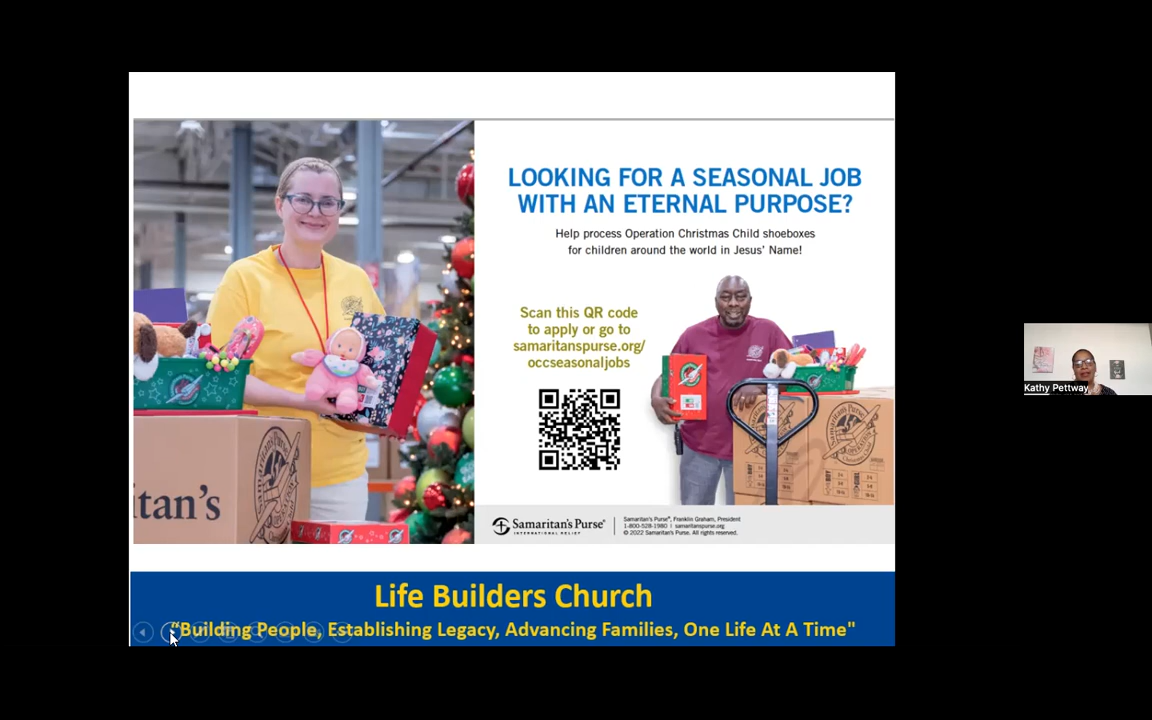 LOOKING FOR A SEASONAL JOB
WITH AN ETERNAL PURPOSE?
Help process Operation Christmas Child shoeboxes
for children around the world in Jesus' Name!
Scan this QR code
to apply or go to
samaritanspurse.org/
occseasonaljobs
itan's
Samaritan's Purse
Samaritan's Purse®
INTERNATIONAL RELIEF
Samaritan's Purse®, Franklin Graham, President
1-800-528-1980 | samaritanspurse.org
© 2022 Samaritan's Purse. All rights reserved.
Kathy Pettway
Life Builders Church
"Building People, Establishing Legacy, Advancing Families, One Life At A Time"